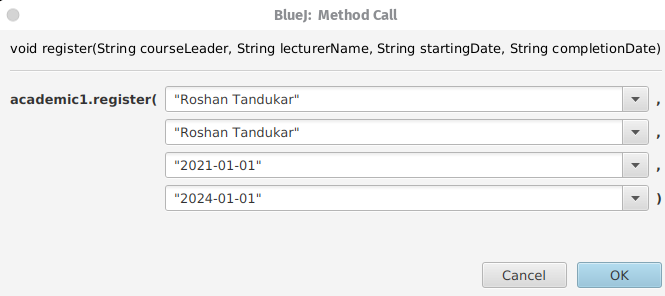 BlueJ: Method Call
void register(String courseLeader, String lecturerName, String startingDate, String completionDate)
academic1.register( "Roshan Tandukar" ,
"Roshan Tandukar" ,
"2021-01-01" ,
"2024-01-01" )
Cancel OK